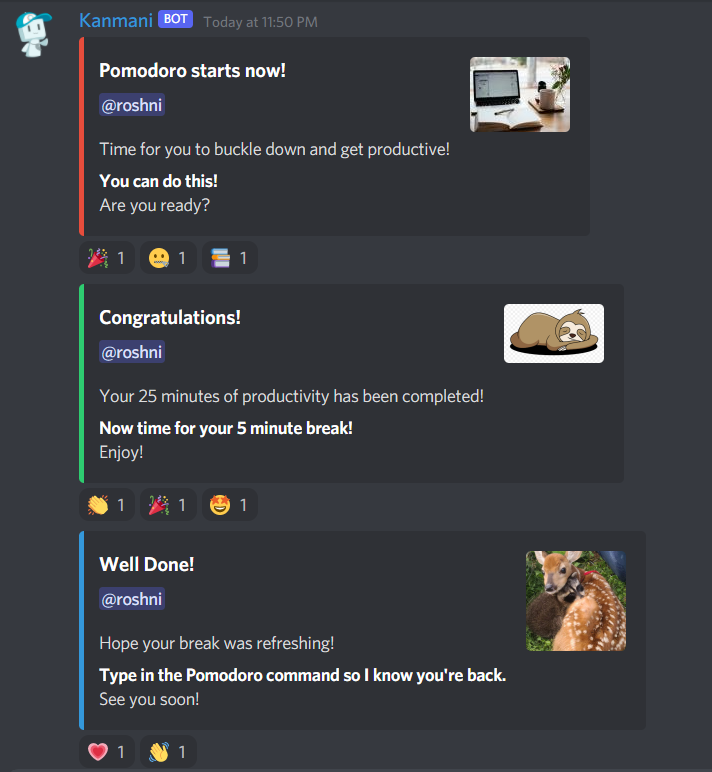 Kanmani BOT Today at 11:50 PM
Pomodoro starts now!
@roshni
Time for you to buckle down and get productive!
You can do this!
Are you ready?
1 1 1
Congratulations!
@roshni
Your 25 minutes of productivity has been completed!
Now time for your 5 minute break!
Enjoy!
1 1 1
Well Done!
@roshni
Hope your break was refreshing!
Type in the Pomodoro command so I know you're back.
See you soon!
1 1